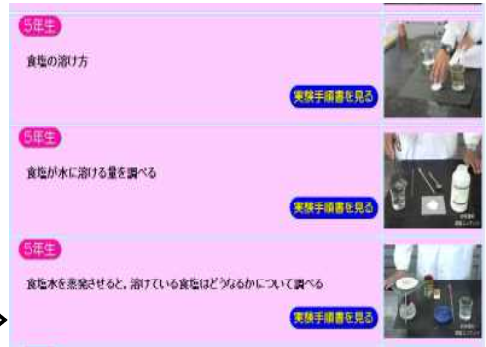 5年生
食塩の溶け方
実験手順書を見る
5年生
食塩が水に溶ける量を調べる
実験手順書を見る
5年生
食塩水を蒸発させると，溶けている食塩はどうなるかについて調べる
実験手順書を見る